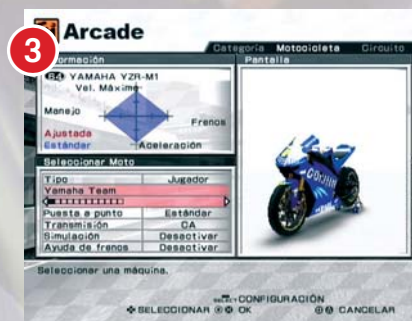 3
Arcade
Categoría Motocicleta Circuito
Información
Pantalla
64 YAMAHA YZR-M1
Vel. Máxima
Manejo
Frenos
Ajustada
Estándar
Aceleración
Seleccionar Moto
Tipo Jugador
Yamaha Team
Puesta a punto Estándar
Transmisión CA
Simulación Desactivar
Ayuda de frenos Desactivar
Seleccionar una máquina.
SELECT CONFIGURACIÓN
SELECCIONAR OK CANCELAR